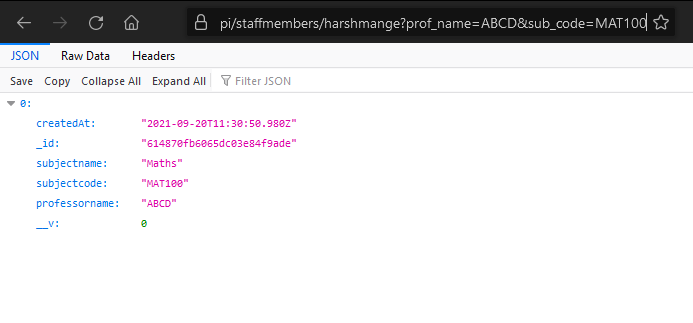 pi/staffmembers/harshmange?prof_name=ABCD&sub_code=MAT100
JSON Raw Data Headers
Save Copy Collapse All Expand All Filter JSON
0:
createdAt: "2021-09-20T11:30:50.980Z"
_id: "614870fb6065dc03e84f9ade"
subjectname: "Maths"
subjectcode: "MAT100"
professorname: "ABCD"
__v: 0